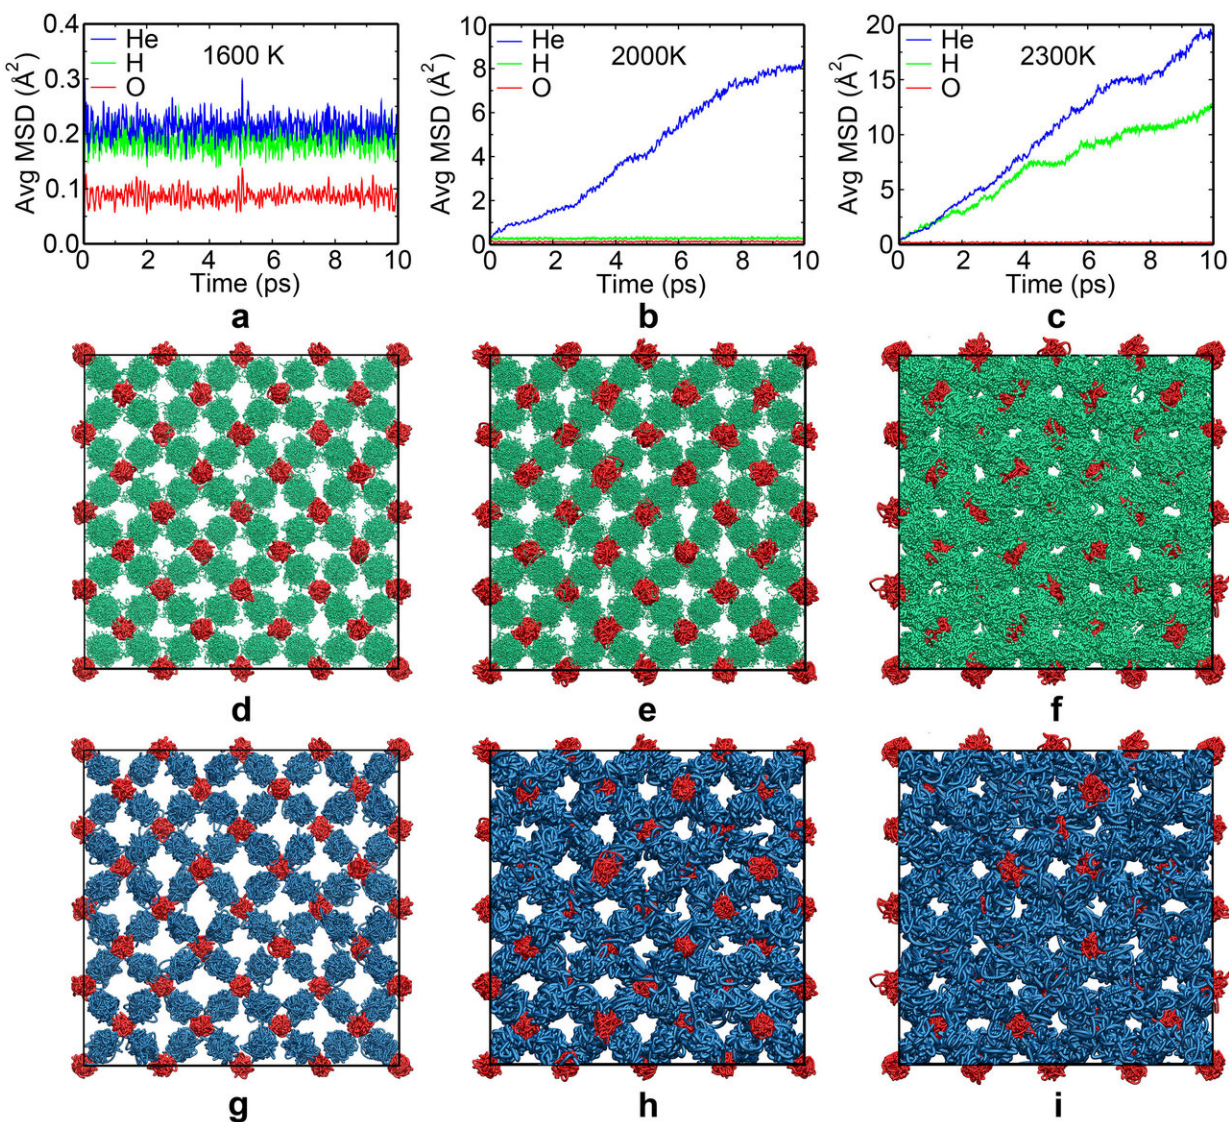 He
H
O
1600 K
Avg MSD (Å²)
0.4
0.3
0.2
0.1
0.0
0 2 4 6 8 10
Time (ps)
a
He
H
O
2000K
Avg MSD (Å²)
10
8
6
4
2
0
0 2 4 6 8 10
Time (ps)
b
He
H
O
2300K
Avg MSD (Å²)
20
15
10
5
0
0 2 4 6 8 10
Time (ps)
c
d e f
g h i